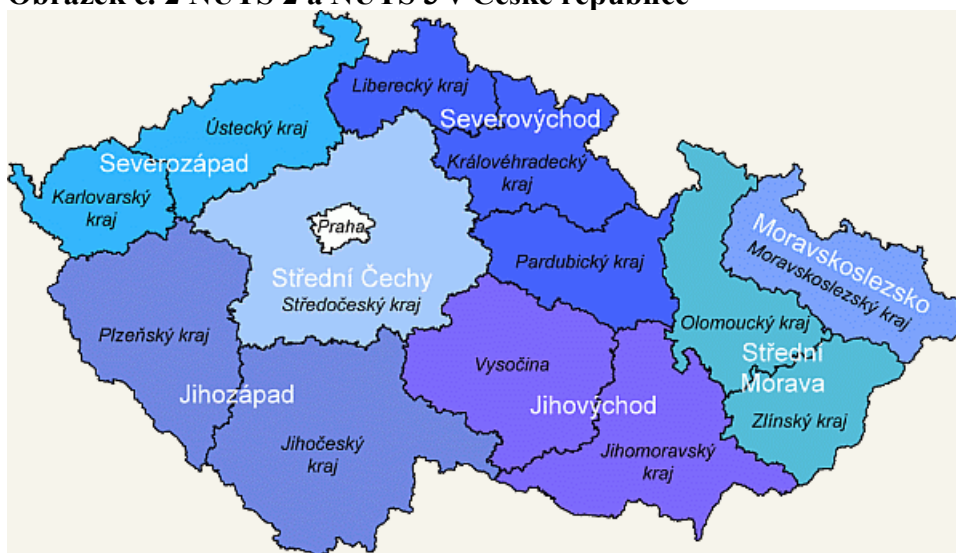 Obrázek č. 2 NUTS 2 a NUTS 3 v České republice
Liberecký kraj
Ústecký kraj
Severovýchod
Severozápad
Královéhradecký
kraj
Karlovarský
kraj
Praha
Moravskoslezsko
Moravskoslezský kraj
Pardubický kraj
Střední Čechy
Středočeský kraj
Plzeňský kraj
Olomoucký kraj
Vysočina
Střední
Morava
Jihozápad
Jihovýchod
Zlínský kraj
Jihočeský
kraj
Jihomoravský
kraj